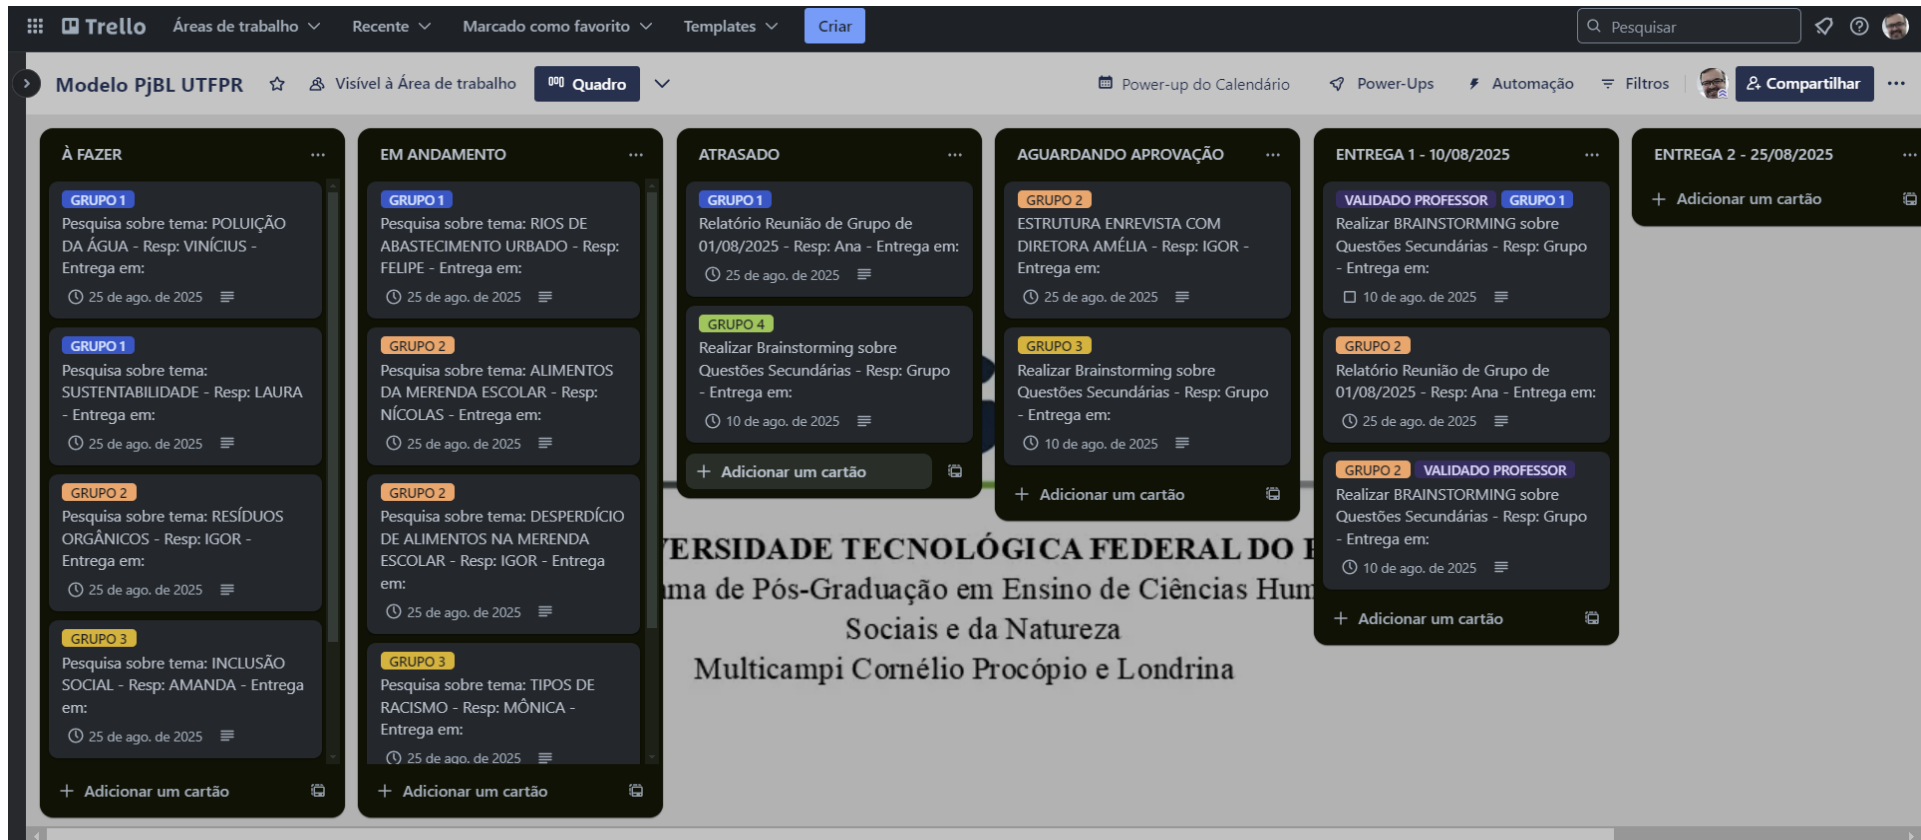 Trello Áreas de trabalho Recente Marcado como favorito Templates Criar Pesquisar
Modelo PjBL UTFPR Visível à Área de trabalho Quadro Power-up do Calendário Power-Ups Automação Filtros Compartilhar
À FAZER
GRUPO 1
Pesquisa sobre tema: POLUIÇÃO
DA ÁGUA - Resp: VINÍCIUS -
Entrega em:
25 de ago. de 2025
GRUPO 1
Pesquisa sobre tema:
SUSTENTABILIDADE - Resp: LAURA
- Entrega em:
25 de ago. de 2025
GRUPO 2
Pesquisa sobre tema: RESÍDUOS
ORGÂNICOS - Resp: IGOR -
Entrega em:
25 de ago. de 2025
GRUPO 3
Pesquisa sobre tema: INCLUSÃO
SOCIAL - Resp: AMANDA - Entrega
em:
25 de ago. de 2025
+ Adicionar um cartão
EM ANDAMENTO
GRUPO 1
Pesquisa sobre tema: RIOS DE
ABASTECIMENTO URBADO - Resp:
FELIPE - Entrega em:
25 de ago. de 2025
GRUPO 2
Pesquisa sobre tema: ALIMENTOS
DA MERENDA ESCOLAR - Resp:
NÍCOLAS - Entrega em:
25 de ago. de 2025
GRUPO 2
Pesquisa sobre tema: DESPERDÍCIO
DE ALIMENTOS NA MERENDA
ESCOLAR - Resp: IGOR - Entrega
em:
25 de ago. de 2025
GRUPO 3
Pesquisa sobre tema: TIPOS DE
RACISMO - Resp: MÔNICA -
Entrega em:
25 de ago. de 2025
+ Adicionar um cartão
ATRASADO
GRUPO 1
Relatório Reunião de Grupo de
01/08/2025 - Resp: Ana - Entrega em:
25 de ago. de 2025
GRUPO 4
Realizar Brainstorming sobre
Questões Secundárias - Resp: Grupo
- Entrega em:
10 de ago. de 2025
+ Adicionar um cartão
AGUARDANDO APROVAÇÃO
GRUPO 2
ESTRUTURA ENREVISTA COM
DIRETORA AMÉLIA - Resp: IGOR -
Entrega em:
25 de ago. de 2025
GRUPO 3
Realizar Brainstorming sobre
Questões Secundárias - Resp: Grupo
- Entrega em:
10 de ago. de 2025
+ Adicionar um cartão
ENTREGA 1 - 10/08/2025
VALIDADO PROFESSOR GRUPO 1
Realizar BRAINSTORMING sobre
Questões Secundárias - Resp: Grupo
- Entrega em:
10 de ago. de 2025
GRUPO 2
Relatório Reunião de Grupo de
01/08/2025 - Resp: Ana - Entrega em:
25 de ago. de 2025
GRUPO 2 VALIDADO PROFESSOR
Realizar BRAINSTORMING sobre
Questões Secundárias - Resp: Grupo
- Entrega em:
10 de ago. de 2025
+ Adicionar um cartão
ENTREGA 2 - 25/08/2025
+ Adicionar um cartão
VERSIDADE TECNOLÓGICA FEDERAL DO
ma de Pós-Graduação em Ensino de Ciências Hum
Sociais e da Natureza
Multicampi Cornélio Procópio e Londrina